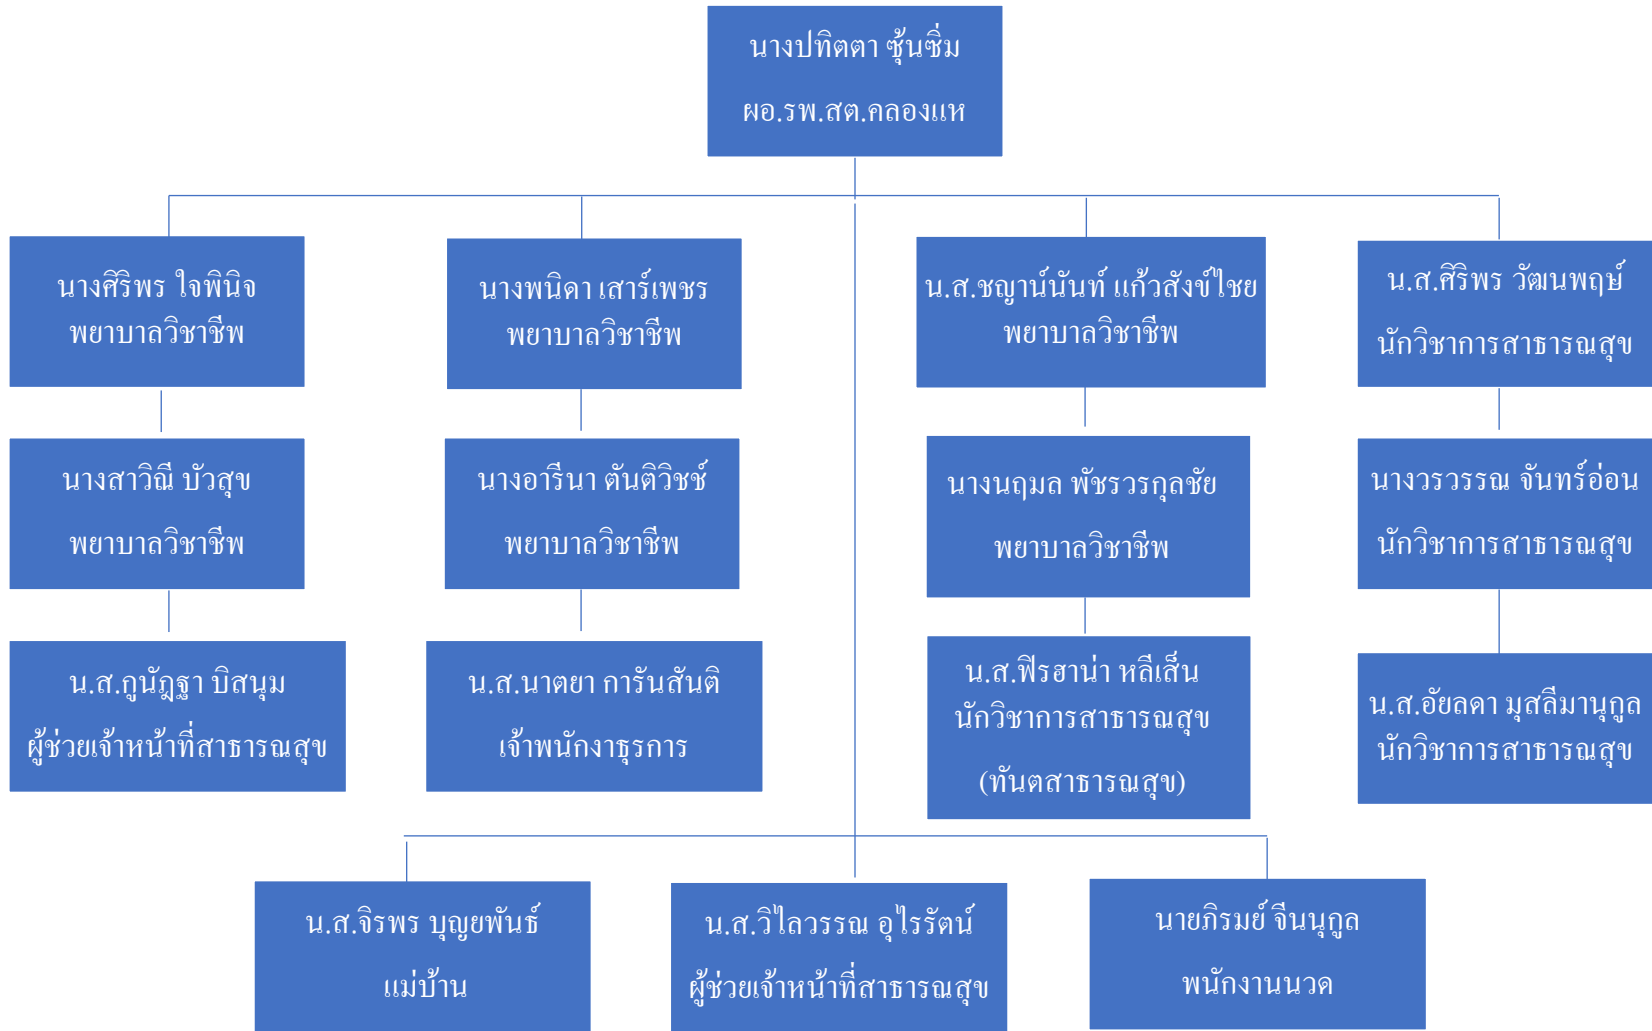 นางปทิตตา ซุ้นซิ่ม
ผอ.รพ.สต.คลองแห
นางศิริพร ใจพินิจ
พยาบาลวิชาชีพ
นางพนิดา เสาร์เพชร
พยาบาลวิชาชีพ
น.ส.ชญาน์นันท์ แก้วสังข์ไชย
พยาบาลวิชาชีพ
น.ส.ศิริพร วัฒนพฤษ์
นักวิชาการสาธารณสุข
นางสาวิณี บัวสุข
พยาบาลวิชาชีพ
นางอารีนา ตันติวิชช์
พยาบาลวิชาชีพ
นางนฤมล พัชรวรกุลชัย
พยาบาลวิชาชีพ
นางวรวรรณ จันทร์อ่อน
นักวิชาการสาธารณสุข
น.ส.กูนัฎฐา บิสนุม
ผู้ช่วยเจ้าหน้าที่สาธารณสุข
น.ส.นาตยา การันสันติ
เจ้าพนักงาธุรการ
น.ส.ฟิรฮาน่า หลีเส็น
นักวิชาการสาธารณสุข
(ทันตสาธารณสุข)
น.ส.อัยลดา มุสลีมานุกูล
นักวิชาการสาธารณสุข
น.ส.จิรพร บุญยพันธ์
แม่บ้าน
น.ส.วิไลวรรณ อุไรรัตน์
ผู้ช่วยเจ้าหน้าที่สาธารณสุข
นายภิรมย์ จีนนุกูล
พนักงานนวด